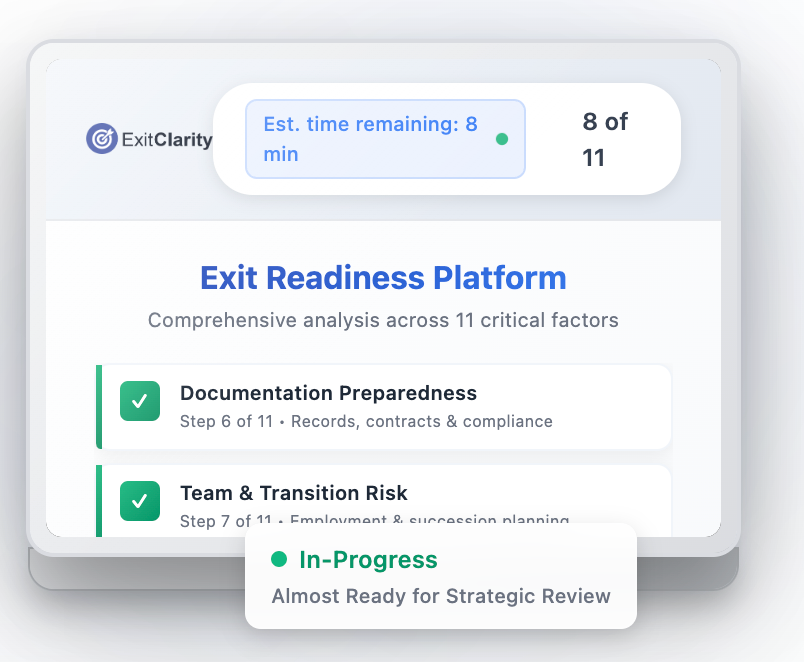 ExitClarity
Est. time remaining: 8
min
8 of
11
Exit Readiness Platform
Comprehensive analysis across 11 critical factors
Documentation Preparedness
Step 6 of 11 • Records, contracts & compliance
Team & Transition Risk
Step 7 of 11 • Employment & succession planning
In-Progress
Almost Ready for Strategic Review